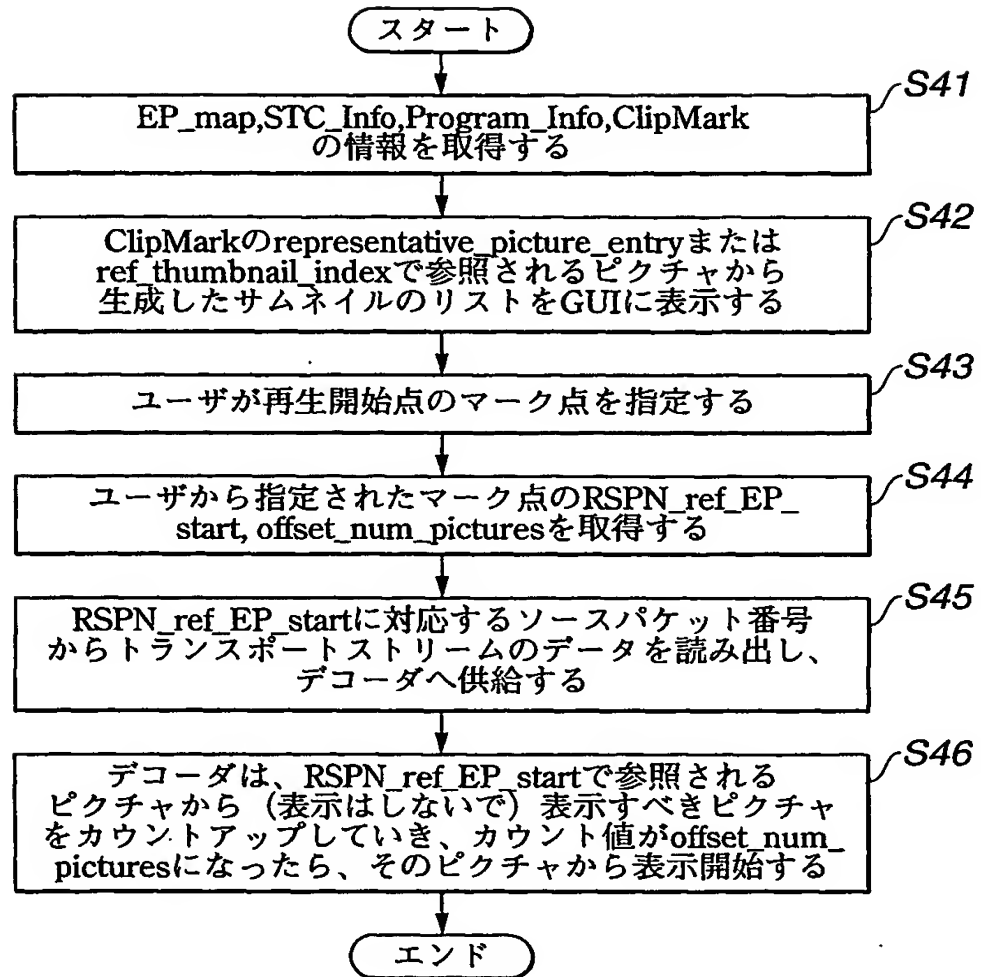 スタート
S41
EP_map,STC_Info,Program_Info,ClipMark
の情報を取得する
S42
ClipMarkのrepresentative_picture_entryまたは
ref_thumbnail_indexで参照されるピクチャから
生成したサムネイルのリストをGUIに表示する
S43
ユーザが再生開始点のマーク点を指定する
S44
ユーザから指定されたマーク点のRSPN_ref_EP_
start, offset_num_picturesを取得する
S45
RSPN_ref_EP_startに対応するソースパケット番号
からトランスポートストリームのデータを読み出し、
デコーダへ供給する
S46
デコーダは、RSPN_ref_EP_startで参照される
ピクチャから（表示はしないで）表示すべきピクチャ
をカウントアップしていき、カウント値がoffset_num_
picturesになったら、そのピクチャから表示開始する
エンド